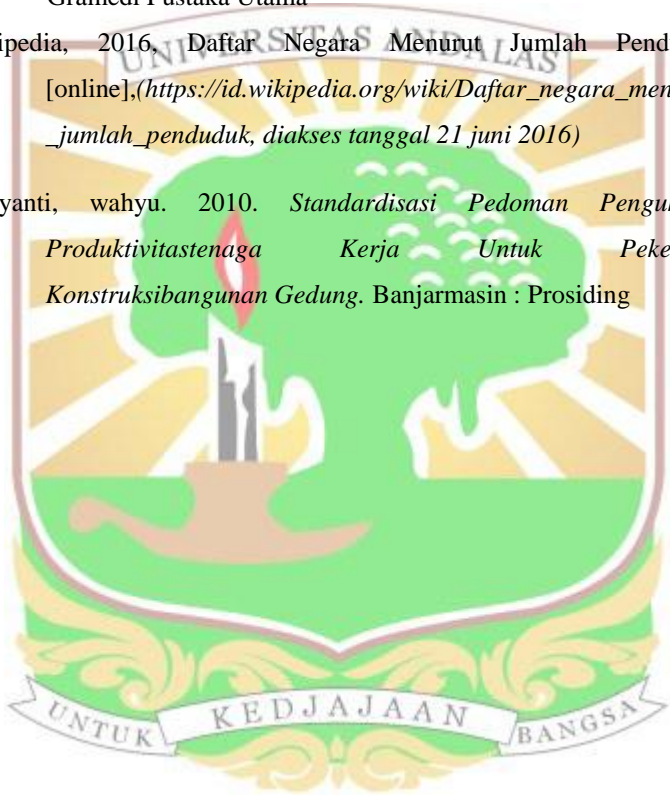 Gramedi Pustaka Utama
UNIVERSITAS ANDALAS
ipedia, 2016, Daftar Negara Menurut Jumlah Pend
[online],(https://id.wikipedia.org/wiki/Daftar_negara_men
_jumlah_penduduk, diakses tanggal 21 juni 2016)
yanti, wahyu. 2010. Standardisasi Pedoman Pengu
Produktivitastenaga Kerja Untuk Peke
Konstruksibangunan Gedung. Banjarmasin : Prosiding
UNTUK KEDJAJAAN BANGSA